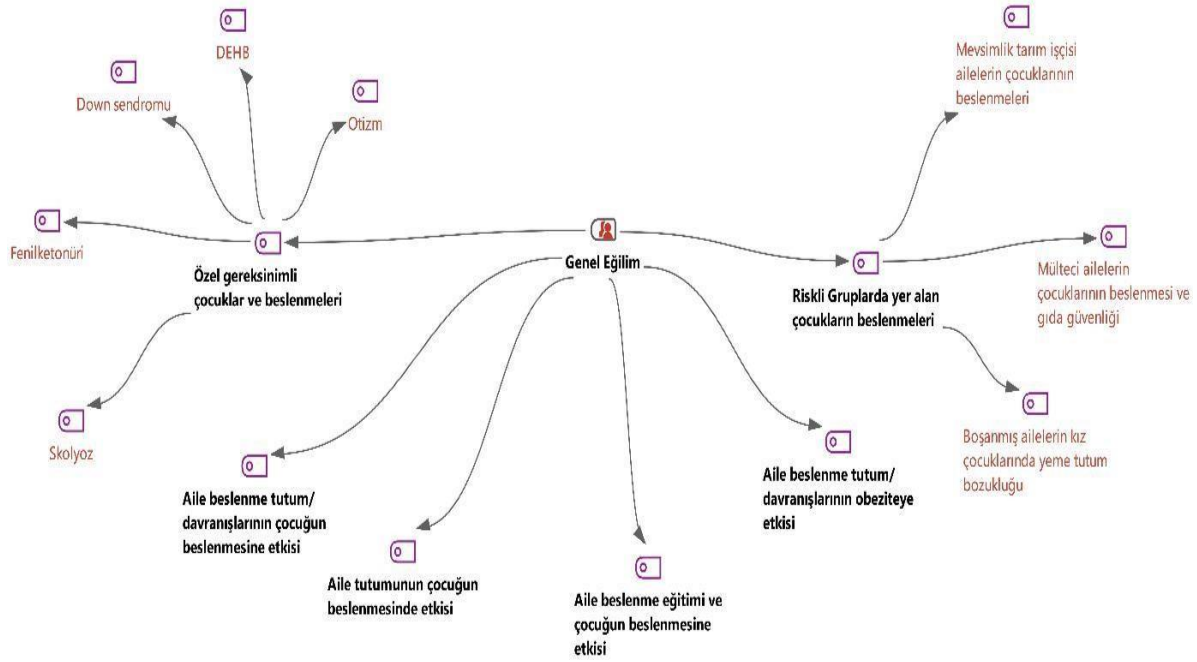 DEHB
Down sendromu
Otizm
Fenilketonüri
Özel gereksinimli
çocuklar ve beslenmeleri
Skolyoz
Genel Eğilim
Mevsimlik tarım işçisi
ailelerin çocuklarının
beslenmeleri
Mülteci ailelerin
çocuklarının beslenmesi ve
gıda güvenliği
Riskli Gruplarda yer alan
çocukların beslenmeleri
Boşanmış ailelerin kız
çocuklarında yeme tutum
bozukluğu
Aile beslenme tutum/
davranışlarının çocuğun
beslenmesine etkisi
Aile tutumunun çocuğun
beslenmesinde etkisi
Aile beslenme eğitimi ve
çocuğun beslenmesine
etkisi
Aile beslenme tutum/
davranışlarının obeziteye
etkisi